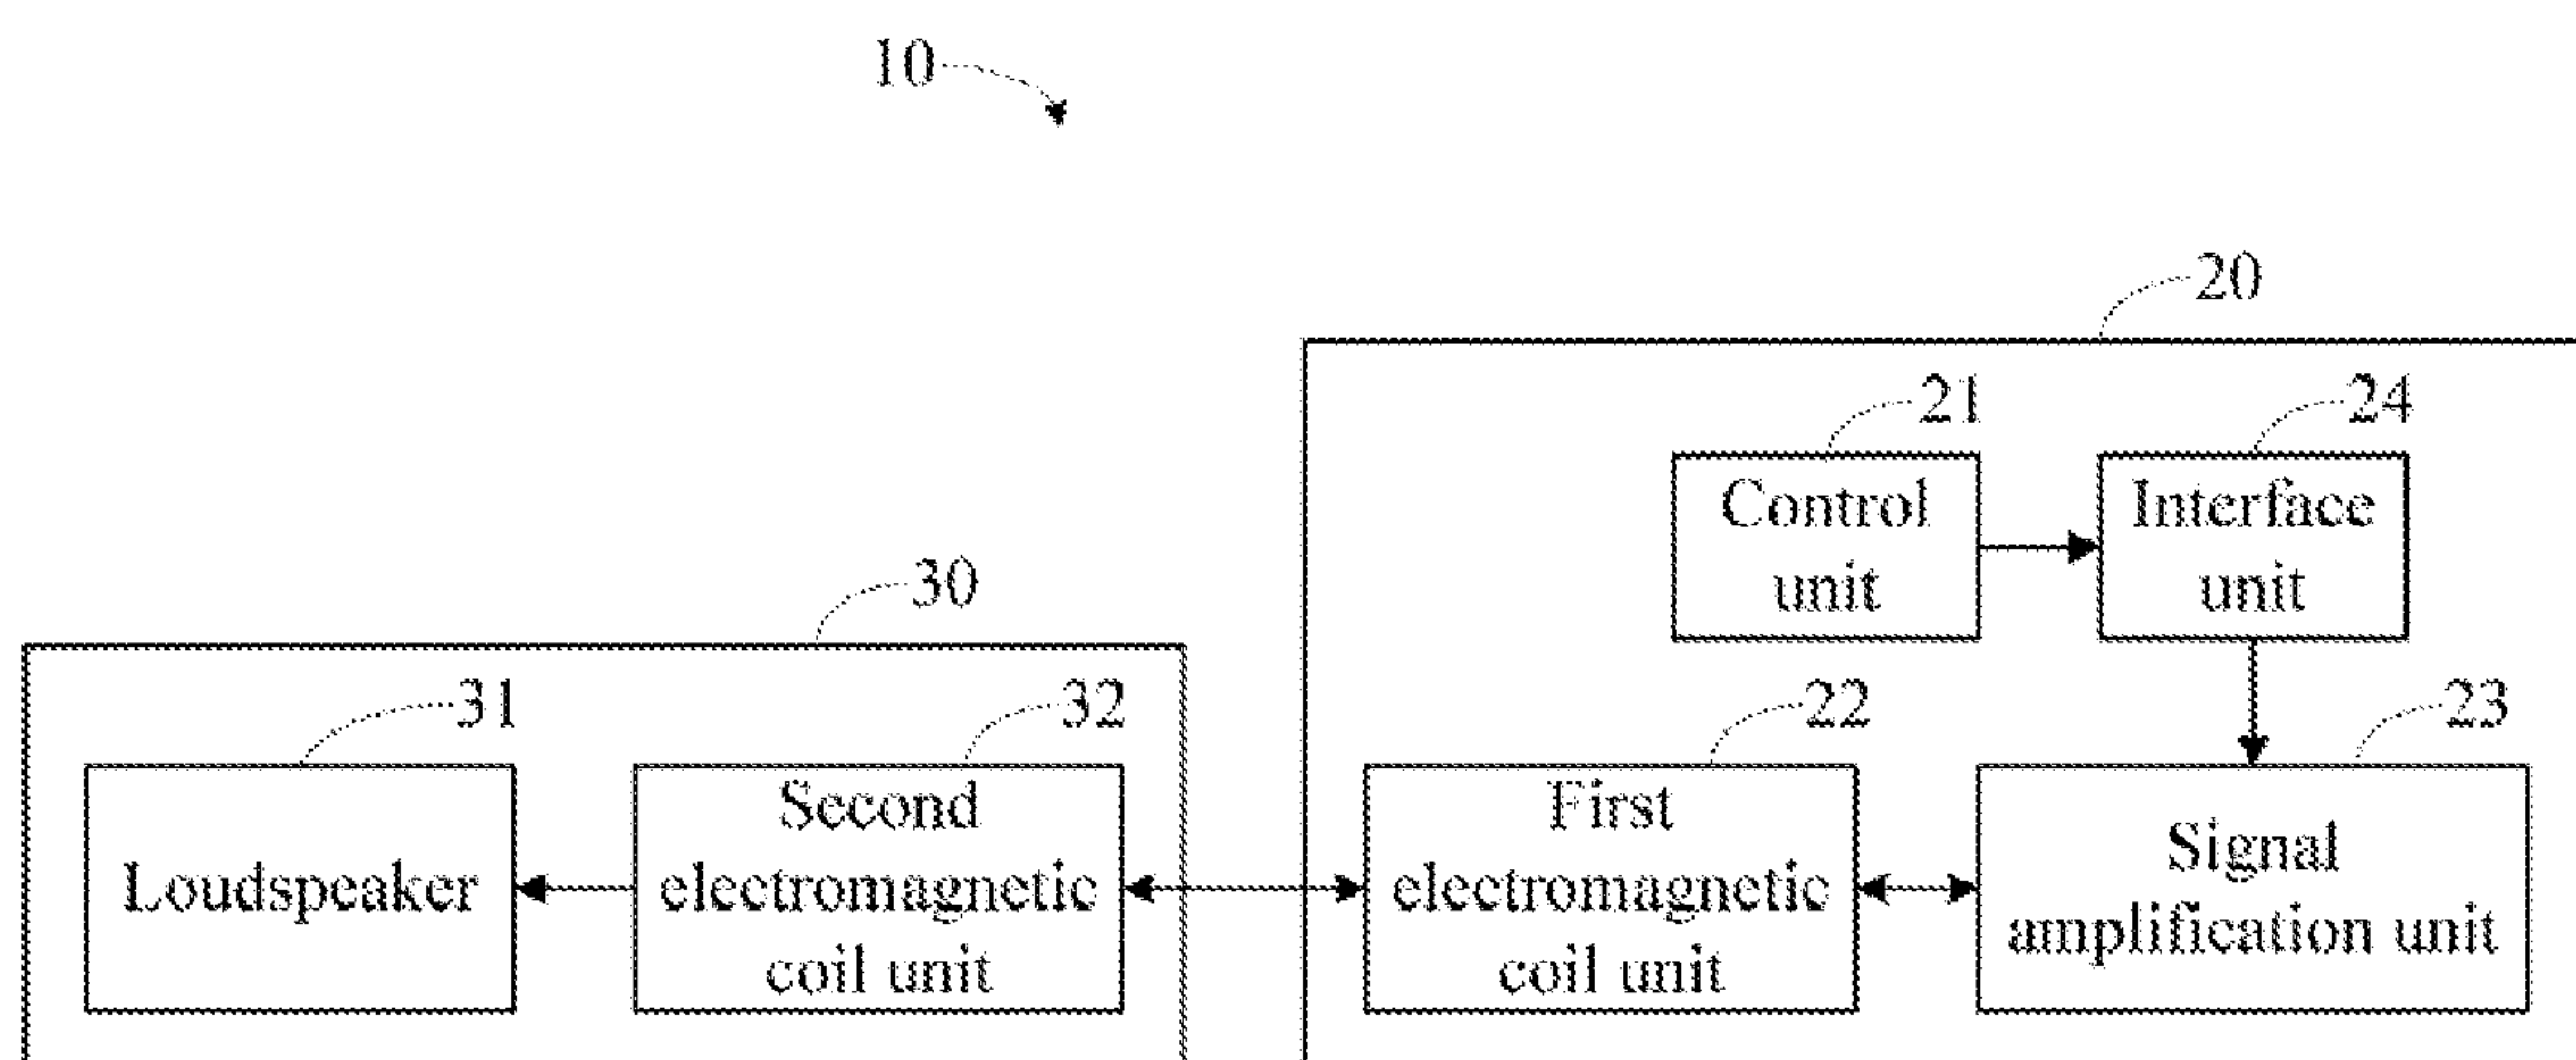 10
20
21
24
Control
unit
Interface
unit
30
31
32
22
23
Loudspeaker
Second
electromagnetic
coil unit
First
electromagnetic
coil unit
Signal
amplification unit